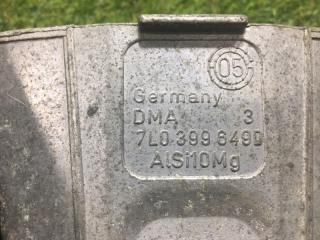 05
Germany
DMA 3
7L0 399 649D
AlSi10Mg